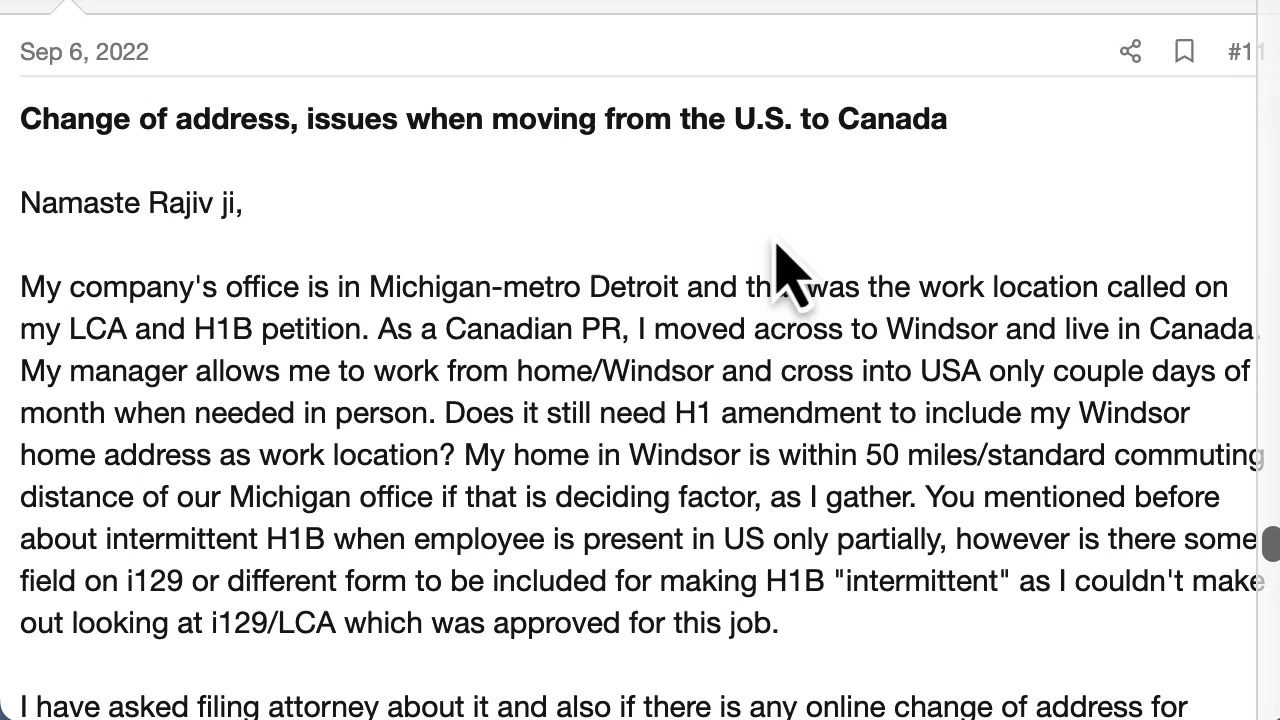 Sep 6, 2022 #11
Change of address, issues when moving from the U.S. to Canada
Namaste Rajiv ji,
My company's office is in Michigan-metro Detroit and was the work location called on
my LCA and H1B petition. As a Canadian PR, I moved across to Windsor and live in Canada.
My manager allows me to work from home/Windsor and cross into USA only couple days of
month when needed in person. Does it still need H1 amendment to include my Windsor
home address as work location? My home in Windsor is within 50 miles/standard commuting
distance of our Michigan office if that is deciding factor, as I gather. You mentioned before
about intermittent H1B when employee is present in US only partially, however is there some
field on i129 or different form to be included for making H1B "intermittent" as I couldn't make
out looking at i129/LCA which was approved for this job.
I have asked filing attorney about it and also if there is any online change of address for